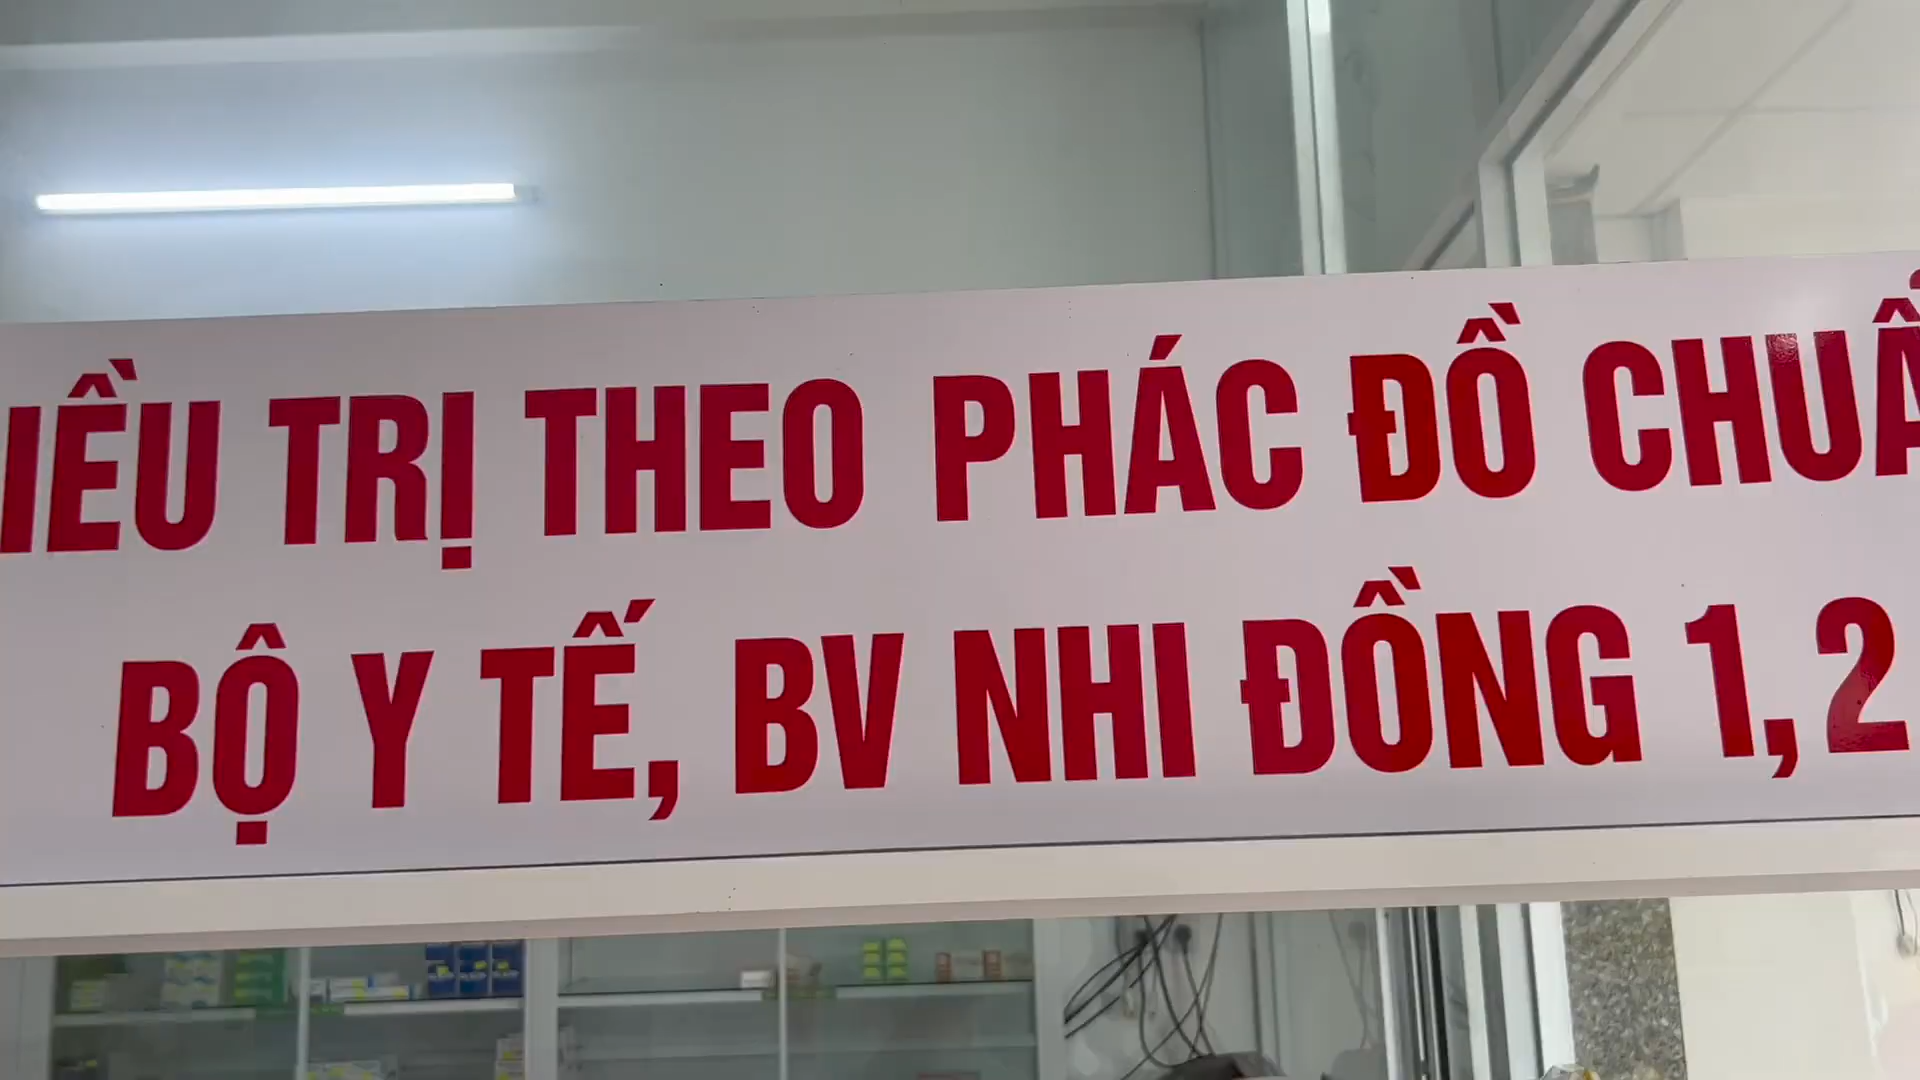 IỀU TRỊ THEO PHÁC ĐỒ CHUẨ
BỘ Y TẾ, BV NHI ĐỒNG 1, 2